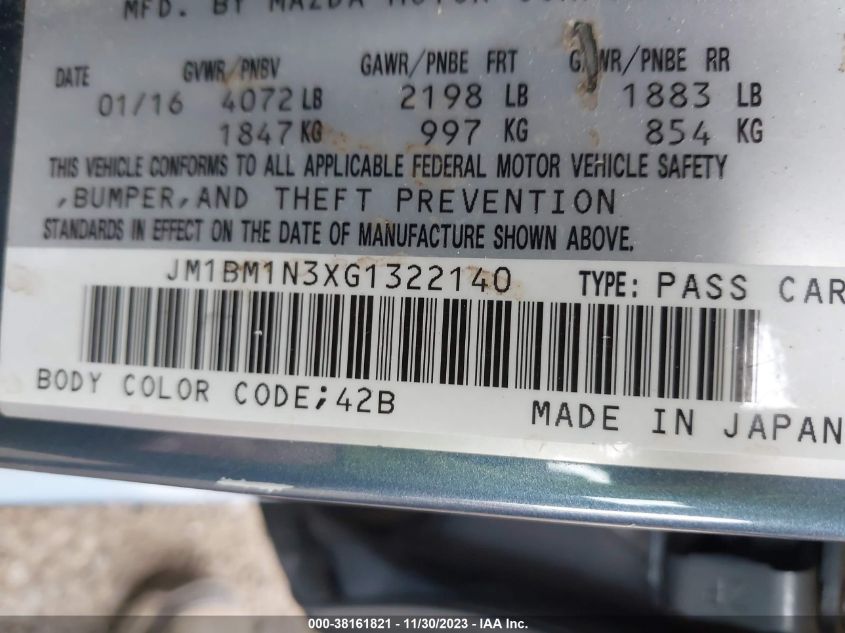 MFD. BY MAZDA MOTOR
DATE GVWR/PNBV GAWR/PNBE FRT GAWR/PNBE RR
01/16 4072 LB 2198 LB 1883 LB
1847 KG 997 KG 854 KG
THIS VEHICLE CONFORMS TO ALL APPLICABLE FEDERAL MOTOR VEHICLE SAFETY
,BUMPER,AND THEFT PREVENTION
STANDARDS IN EFFECT ON THE DATE OF MANUFACTURE SHOWN ABOVE.
JM1BM1N3XG1322140 TYPE: PASS CAR
BODY COLOR CODE;42B
MADE IN JAPAN
000-38161821 - 11/30/2023 - IAA Inc.